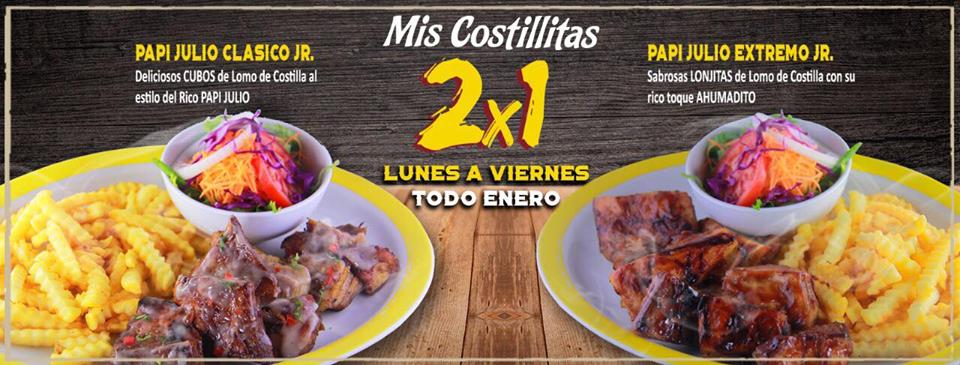 Mis Costillitas
2x1
LUNES A VIERNES
TODO ENERO
PAPI JULIO CLASICO JR.
Deliciosos CUBOS de Lomo de Costilla al
estilo del Rico PAPI JULIO
PAPI JULIO EXTREMO JR.
Sabrosas LONJITAS de Lomo de Costilla con su
rico toque AHUMADITO